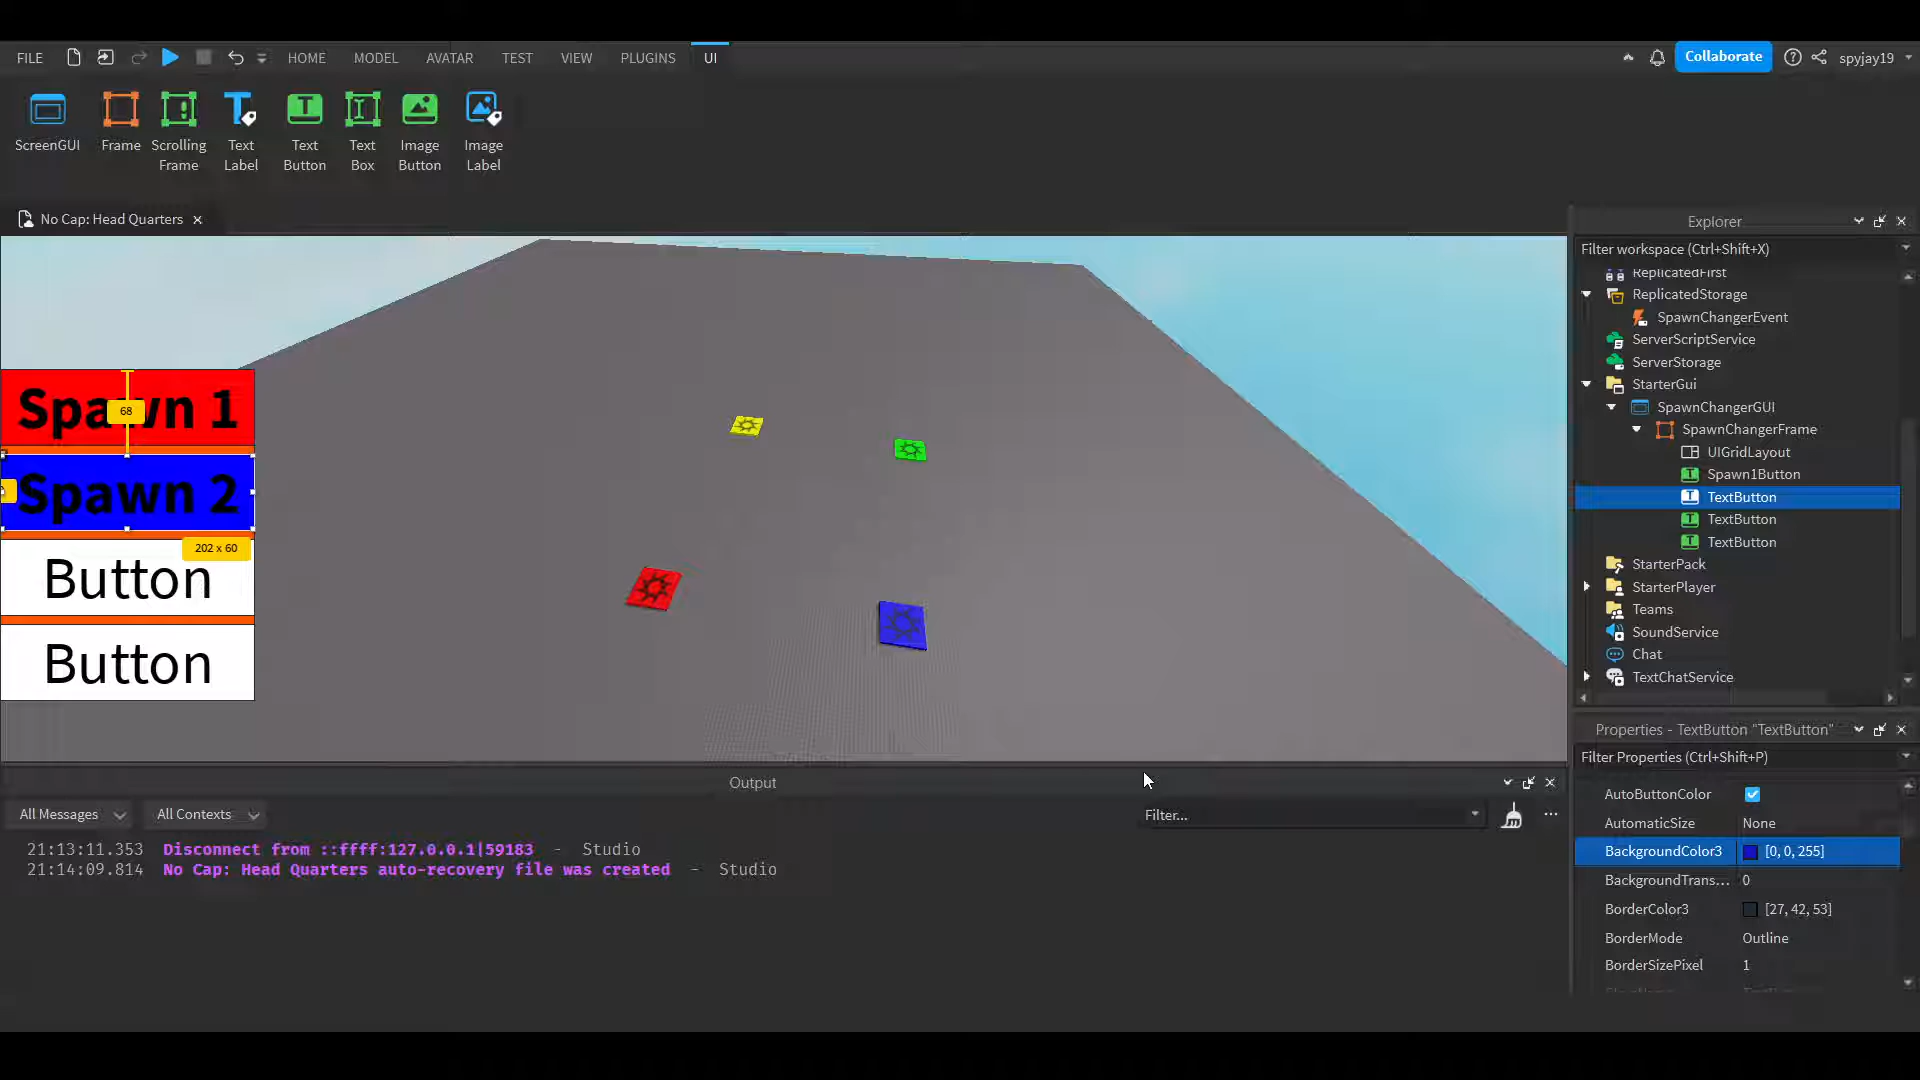 FILE HOME MODEL AVATAR TEST VIEW PLUGINS UI Collaborate spyjay19
ScreenGUI Frame Scrolling Frame Text Label Text Button Text Box Image Button Image Label
No Cap: Head Quarters
Explorer
Filter workspace (Ctrl+Shift+X)
ReplicatedFirst
ReplicatedStorage
SpawnChangerEvent
ServerScriptService
ServerStorage
StarterGui
SpawnChangerGUI
SpawnChangerFrame
UIGridLayout
Spawn1Button
TextButton
TextButton
TextButton
StarterPack
StarterPlayer
Teams
SoundService
Chat
TextChatService
Spawn 1
68
Spawn 2
202 x 60
Button
Button
Properties - TextButton "TextButton"
Filter Properties (Ctrl+Shift+P)
AutoButtonColor
AutomaticSize None
BackgroundColor3 [0, 0, 255]
BackgroundTrans... 0
BorderColor3 [27, 42, 53]
BorderMode Outline
BorderSizePixel 1
Output
All Messages All Contexts Filter...
21:13:11.353 Disconnect from ::ffff:127.0.0.1|59183 - Studio
21:14:09.814 No Cap: Head Quarters auto-recovery file was created - Studio